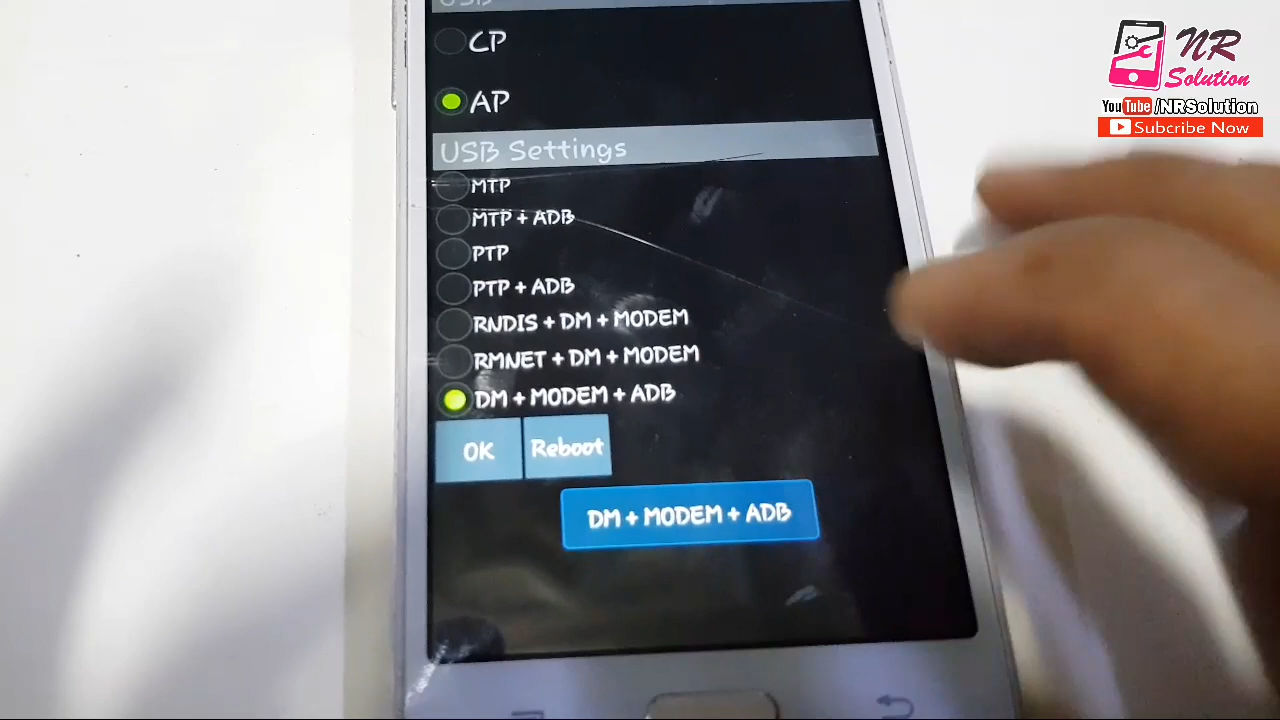 USB
CP
AP
USB Settings
MTP
MTP + ADB
PTP
PTP + ADB
RNDIS + DM + MODEM
RMNET + DM + MODEM
DM + MODEM + ADB
OK
Reboot
DM + MODEM + ADB
NR
Solution
YouTube/NRSolution
Subcribe Now